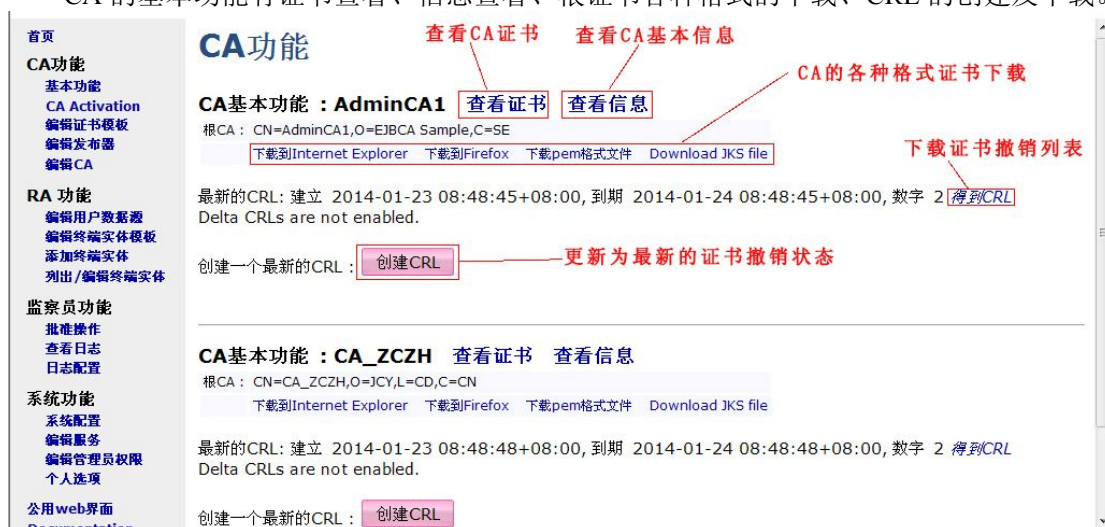 CA 的基本功能有证书查看、信息查看、根证书各种格式的下载、CRL 的创建及下载。
首页
CA功能
基本功能
CA Activation
编辑证书模板
编辑发布器
编辑CA
RA 功能
编辑用户数据源
编辑终端实体模板
添加终端实体
列出/编辑终端实体
监察员功能
批准操作
查看日志
日志配置
系统功能
系统配置
编辑服务
编辑管理员权限
个人选项
公用web界面
Documentation
CA功能
查看CA证书 查看CA基本信息
CA的各种格式证书下载
CA基本功能 : AdminCA1 查看证书 查看信息
根CA : CN=AdminCA1,O=EJBCA Sample,C=SE
下载到Internet Explorer 下载到Firefox 下载pem格式文件 Download JKS file
下载证书撤销列表
最新的CRL: 建立 2014-01-23 08:48:45+08:00, 到期 2014-01-24 08:48:45+08:00, 数字 2 得到CRL
Delta CRLs are not enabled.
创建一个最新的CRL : 创建CRL 更新为最新的证书撤销状态
CA基本功能 : CA_ZCZH 查看证书 查看信息
根CA : CN=CA_ZCZH,O=JCY,L=CD,C=CN
下载到Internet Explorer 下载到Firefox 下载pem格式文件 Download JKS file
最新的CRL: 建立 2014-01-23 08:48:48+08:00, 到期 2014-01-24 08:48:48+08:00, 数字 2 得到CRL
Delta CRLs are not enabled.
创建一个最新的CRL : 创建CRL